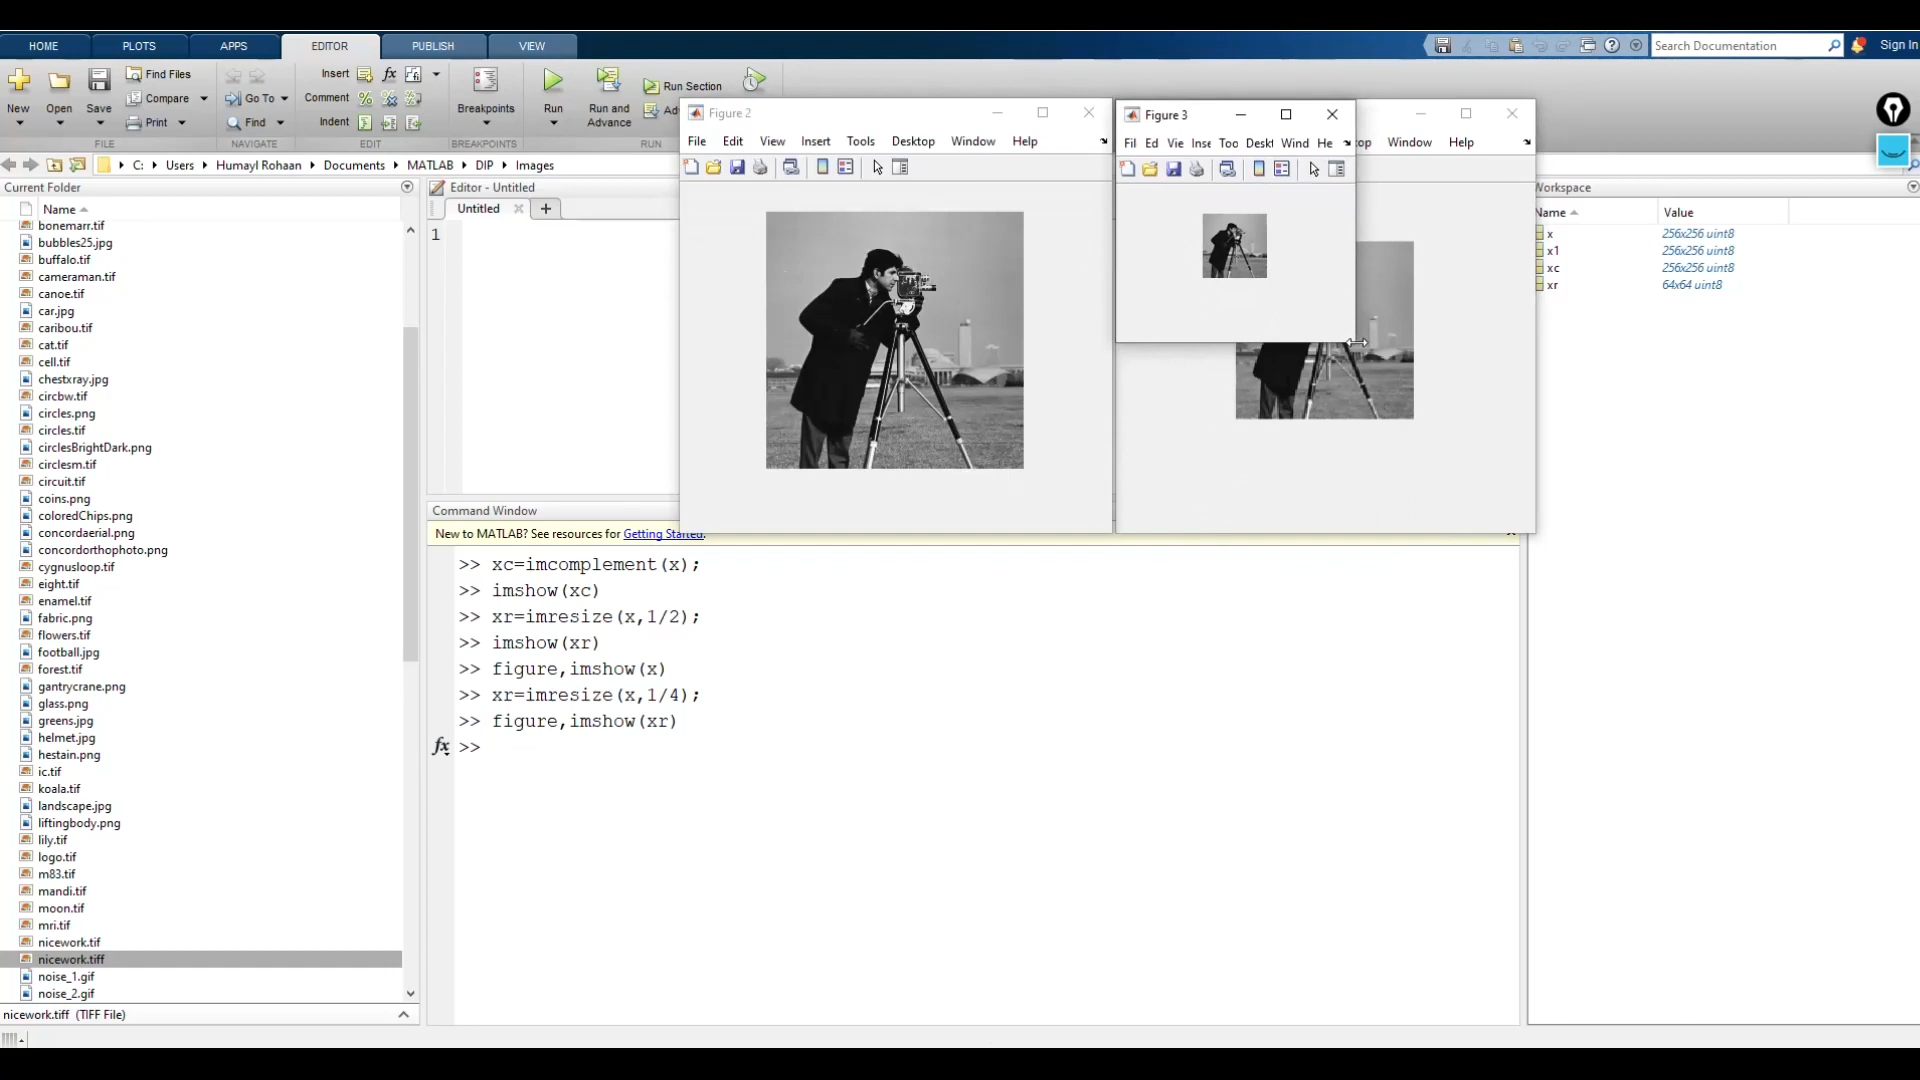 HOME PLOTS APPS EDITOR PUBLISH VIEW
Search Documentation
Sign In
New
Open
Save
Find Files
Compare
Print
Go To
Find
Insert
Comment
Indent
Breakpoints
Run
Run and
Advance
Run Section
FILE NAVIGATE EDIT BREAKPOINTS RUN
C: Users Humayl Rohaan Documents MATLAB DIP Images
Current Folder
Name
bonemarr.tif
bubbles25.jpg
buffalo.tif
cameraman.tif
canoe.tif
car.jpg
caribou.tif
cat.tif
cell.tif
chestxray.jpg
circbw.tif
circles.png
circles.tif
circlesBrightDark.png
circlesm.tif
circuit.tif
coins.png
coloredChips.png
concordaerial.png
concordorthophoto.png
cygnusloop.tif
eight.tif
enamel.tif
fabric.png
flowers.tif
football.jpg
forest.tif
gantrycrane.png
glass.png
greens.jpg
helmet.jpg
hestain.png
ic.tif
koala.tif
landscape.jpg
liftingbody.png
lily.tif
logo.tif
m83.tif
mandi.tif
moon.tif
mri.tif
nicework.tif
nicework.tiff
noise_1.gif
noise_2.gif
nicework.tiff (TIFF File)
Editor - Untitled
Untitled
1
Figure 2
File Edit View Insert Tools Desktop Window Help
Figure 3
Fil Ed Vie Inse Too Deskt Wind He
op Window Help
Command Window
New to MATLAB? See resources for Getting Started.
>> xc=imcomplement(x);
>> imshow(xc)
>> xr=imresize(x,1/2);
>> imshow(xr)
>> figure,imshow(x)
>> xr=imresize(x,1/4);
>> figure,imshow(xr)
fx >>
Workspace
Name Value
x 256x256 uint8
x1 256x256 uint8
xc 256x256 uint8
xr 64x64 uint8